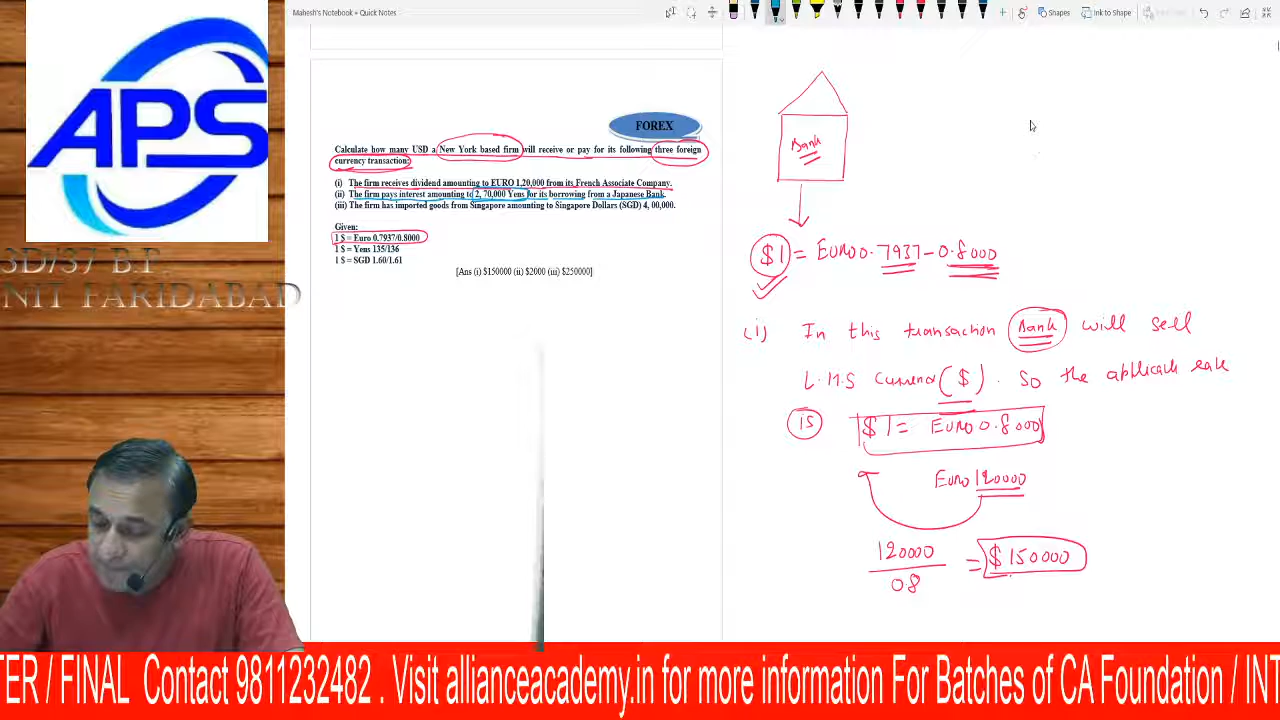 Mahesh's Notebook + Quick Notes
Shapes
Ink to Shape
APS
3D/37 B.P.
NIT FARIDABAD
FOREX
Calculate how many USD a New York based firm will receive or pay for its following three foreign
currency transaction:
(i) The firm receives dividend amounting to EURO 1,20,000 from its French Associate Company.
(ii) The firm pays interest amounting to 2, 70,000 Yens for its borrowing from a Japanese Bank.
(iii) The firm has imported goods from Singapore amounting to Singapore Dollars (SGD) 4, 00,000.
Given:
1 $ = Euro 0.7937/0.8000
1 $ = Yens 135/136
1 $ = SGD 1.60/1.61
[Ans (i) $150000 (ii) $2000 (iii) $250000]
Bank
$1 = EURO 0.7937 - 0.8000
(i) In this transaction Bank will sell
L.H.S currency ($). So the applicable rate
is $1 = EURO 0.8000
Euro 120000
120000
0.8
= $150000
TER / FINAL Contact 9811232482 . Visit allianceacademy.in for more information For Batches of CA Foundation / INT